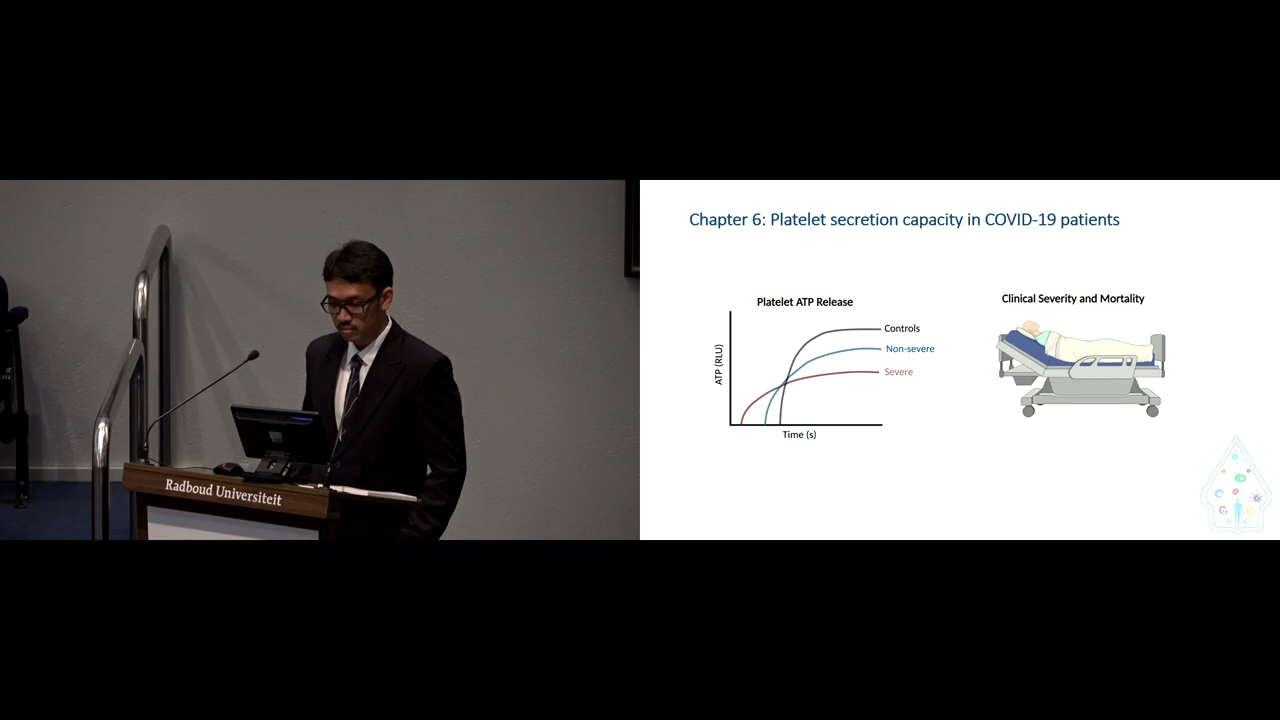 Radboud Universiteit
Chapter 6: Platelet secretion capacity in COVID-19 patients
Platelet ATP Release
Clinical Severity and Mortality
ATP (RLU)
Controls
Non-severe
Severe
Time (s)